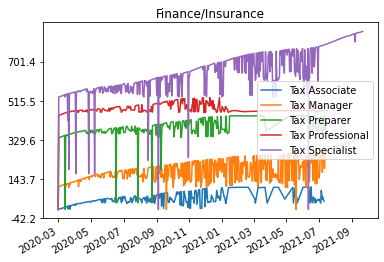 Finance/Insurance
701.4
515.5
329.6
143.7
-42.2
Tax Associate
Tax Manager
Tax Preparer
Tax Professional
Tax Specialist
2020-03
2020-05
2020-07
2020-09
2020-11
2021-01
2021-03
2021-05
2021-07
2021-09